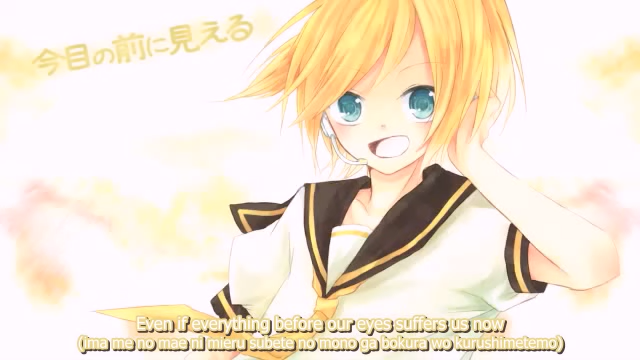 今目の前に見える
Even if everything before our eyes suffers us now
(ima me no mae ni mieru subete no mono ga bokura wo kurushimetemo)